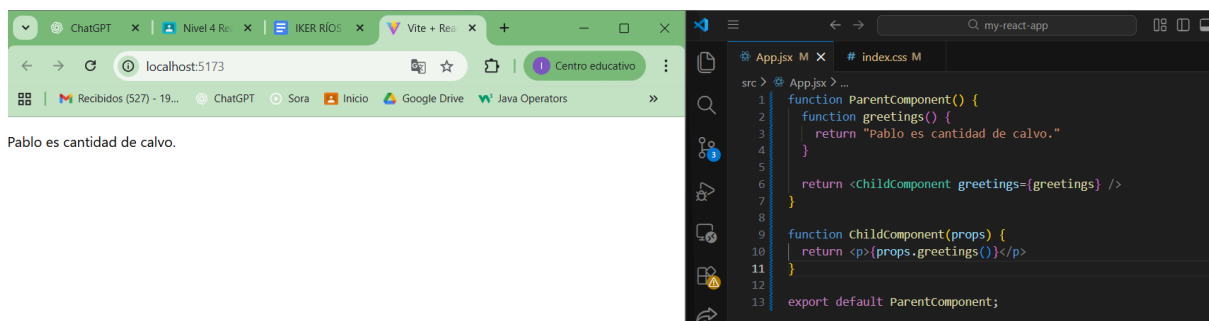 ChatGPT
Nivel 4 Re
IKER RÍOS
Vite + Rea
localhost:5173
Centro educativo
Recibidos (527) - 19...
ChatGPT
Sora
Inicio
Google Drive
Java Operators
Pablo es cantidad de calvo.
my-react-app
App.jsx M
# index.css M
src > App.jsx > ...
1 function ParentComponent() {
2 function greetings() {
3 return "Pablo es cantidad de calvo."
4 }
5
6 return <ChildComponent greetings={greetings} />
7 }
8
9 function ChildComponent(props) {
10 return <p>{props.greetings()}</p>
11 }
12
13 export default ParentComponent;
3